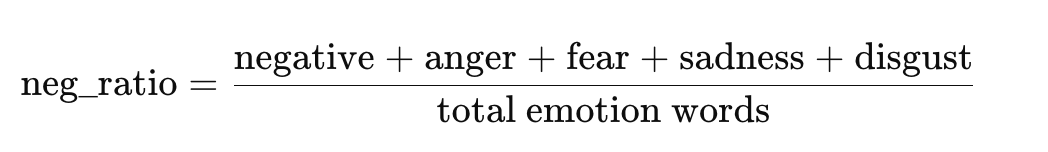 neg_ratio = negative + anger + fear + sadness + disgust
total emotion words